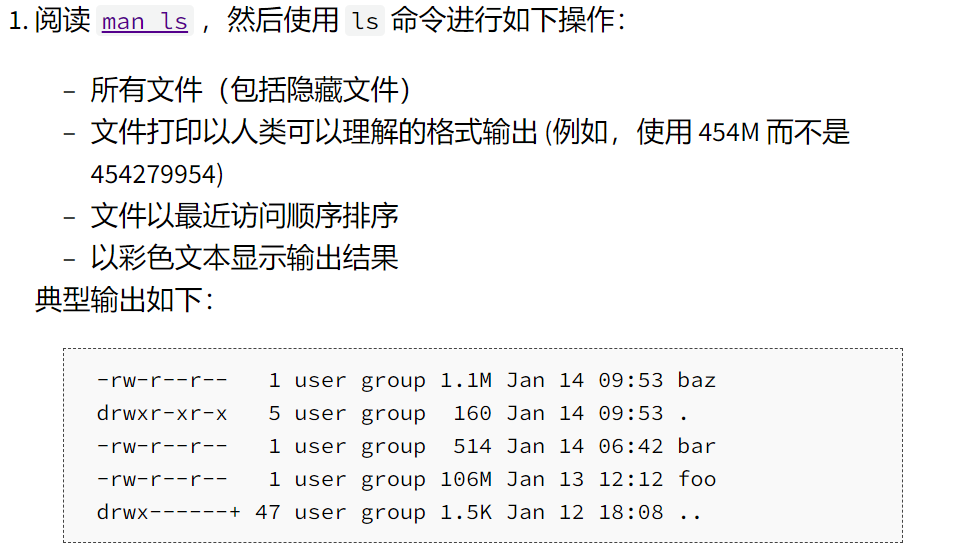 1. 阅读 man ls ，然后使用 ls 命令进行如下操作：
– 所有文件（包括隐藏文件）
– 文件打印以人类可以理解的格式输出 (例如，使用 454M 而不是
454279954)
– 文件以最近访问顺序排序
– 以彩色文本显示输出结果
典型输出如下：
-rw-r--r--   1 user group 1.1M Jan 14 09:53 baz
drwxr-xr-x   5 user group  160 Jan 14 09:53 .
-rw-r--r--   1 user group  514 Jan 14 06:42 bar
-rw-r--r--   1 user group 106M Jan 13 12:12 foo
drwx------+ 47 user group 1.5K Jan 12 18:08 ..